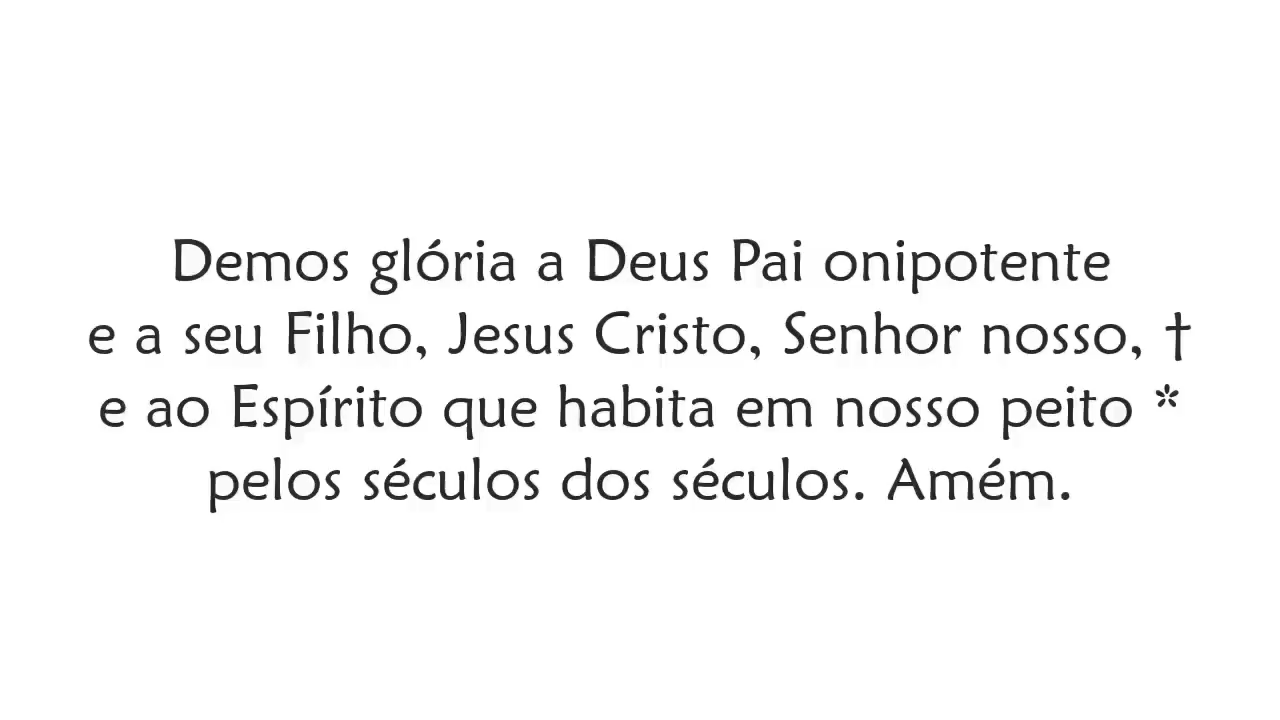 Demos glória a Deus Pai onipotente
e a seu Filho, Jesus Cristo, Senhor nosso, †
e ao Espírito que habita em nosso peito *
pelos séculos dos séculos. Amém.